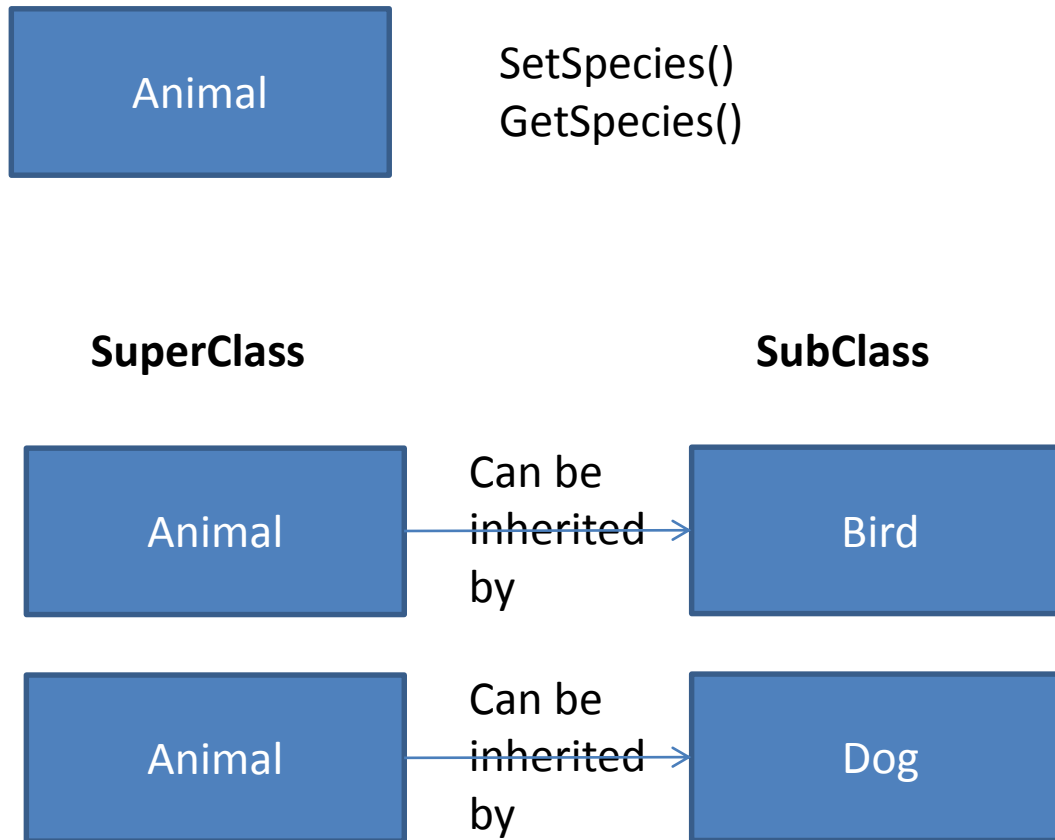 Animal
SetSpecies()
GetSpecies()
SuperClass
SubClass
Animal
Can be
inherited
by
Bird
Animal
Can be
inherited
by
Dog